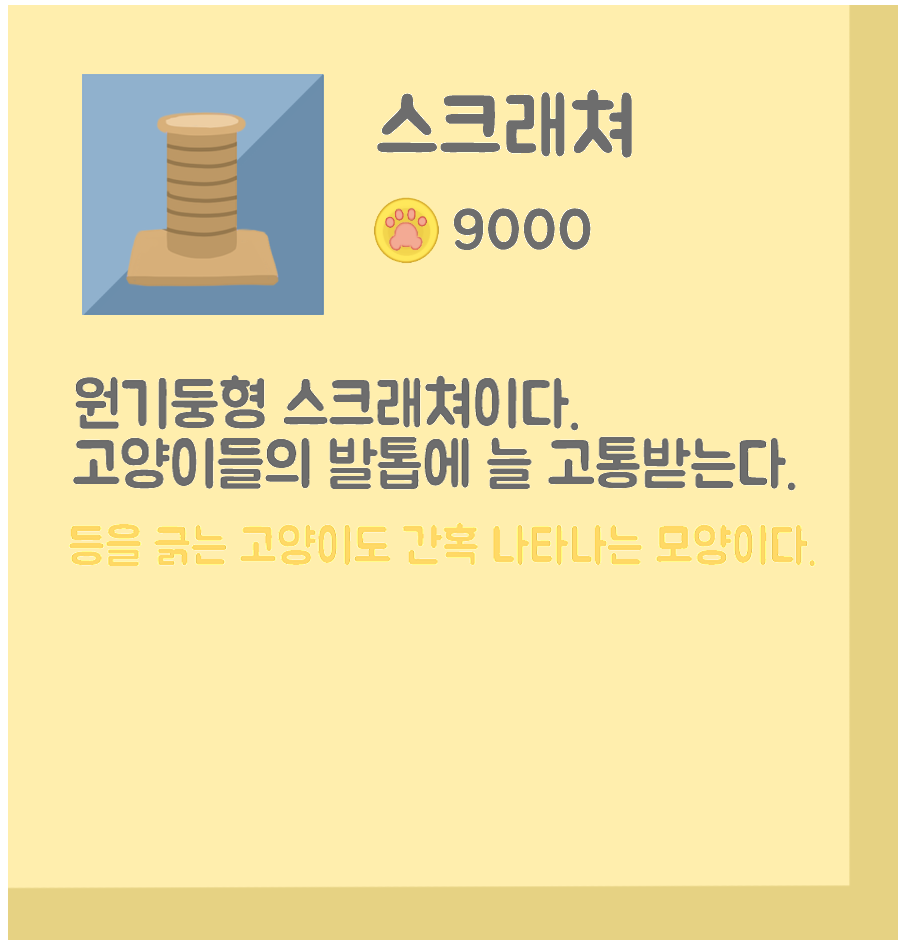 스크래쳐
9000
원기둥형 스크래쳐이다.
고양이들의 발톱에 늘 고통받는다.
등을 긁는 고양이도 간혹 나타나는 모양이다.